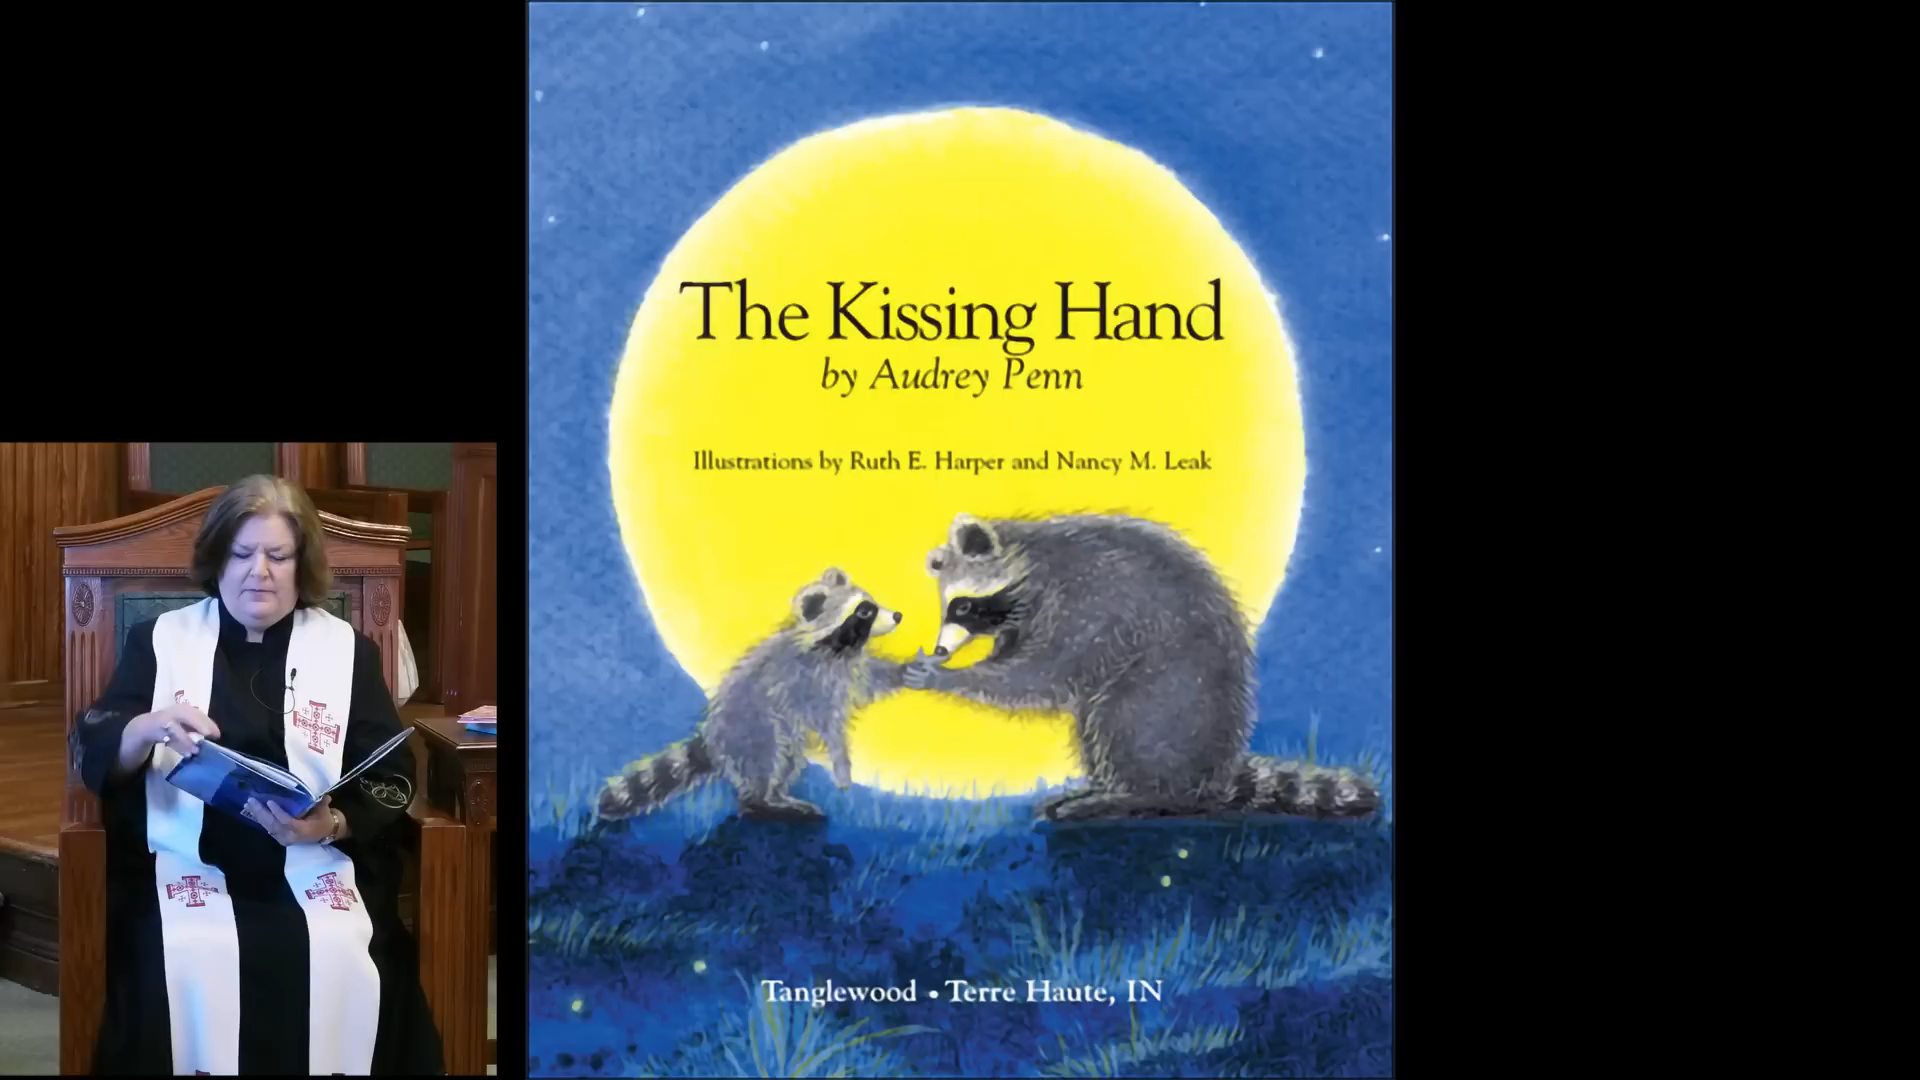 The Kissing Hand
by Audrey Penn
Illustrations by Ruth E. Harper and Nancy M. Leak
Tanglewood • Terre Haute, IN